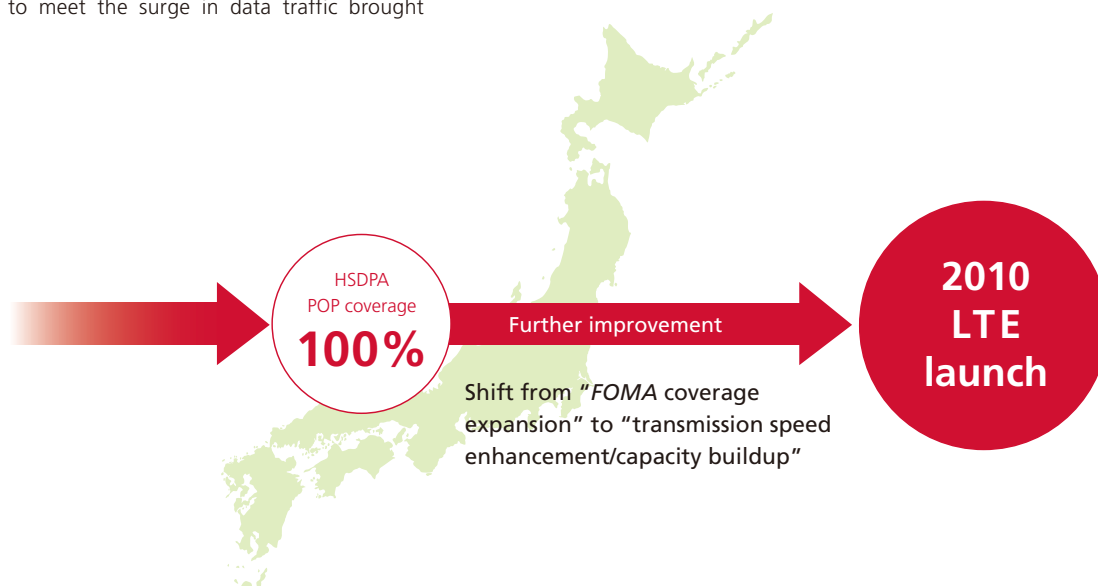 to meet the surge in data traffic brought
HSDPA
POP coverage
100%
Further improvement
Shift from “FOMA coverage
expansion” to “transmission speed
enhancement/capacity buildup”
2010
LTE
launch